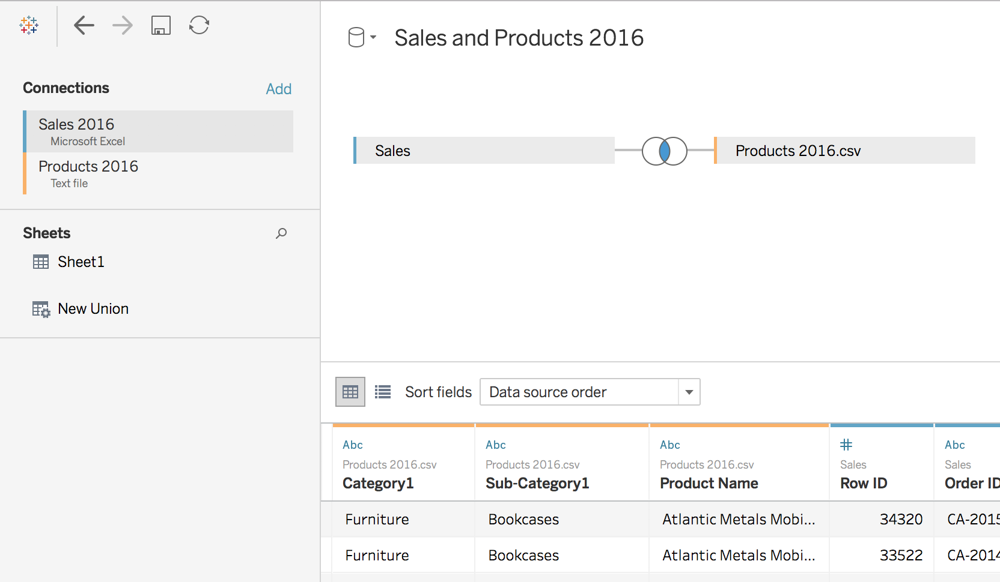 Sales and Products 2016
Connections
Add
Sales 2016
Microsoft Excel
Products 2016
Text file
Sales
Products 2016.csv
Sheets
Sheet1
New Union
Sort fields
Data source order
Abc Abc Abc # Abc
Products 2016.csv Products 2016.csv Products 2016.csv Sales Sales
Category1 Sub-Category1 Product Name Row ID Order ID
Furniture Bookcases Atlantic Metals Mobi... 34320 CA-2015
Furniture Bookcases Atlantic Metals Mobi... 33522 CA-2014